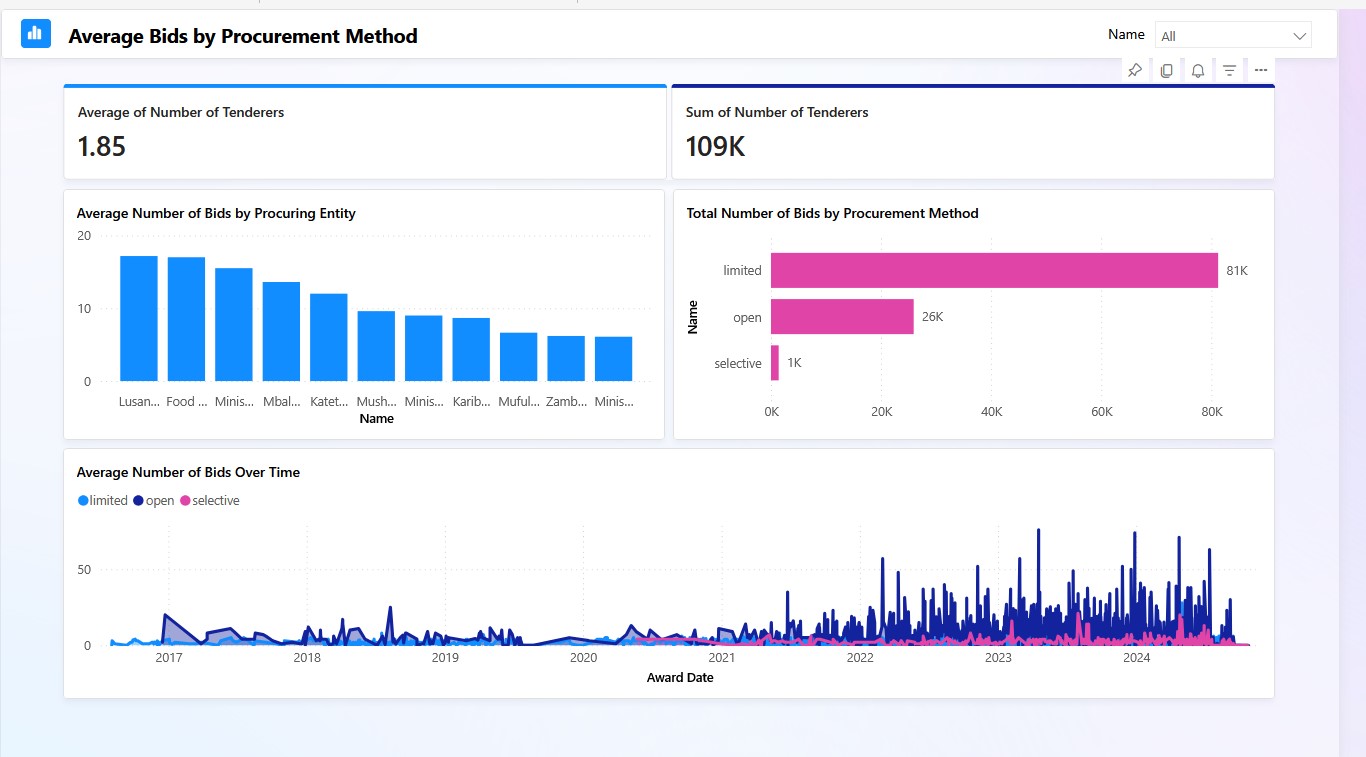 Average Bids by Procurement Method
Name All
Average of Number of Tenderers
1.85
Sum of Number of Tenderers
109K
Average Number of Bids by Procuring Entity
20
10
0
Lusan... Food ... Minis... Mbal... Katet... Mush... Minis... Karib... Muful... Zamb... Minis...
Name
Total Number of Bids by Procurement Method
Name
limited 81K
open 26K
selective 1K
0K 20K 40K 60K 80K
Average Number of Bids Over Time
limited open selective
50
0
2017 2018 2019 2020 2021 2022 2023 2024
Award Date